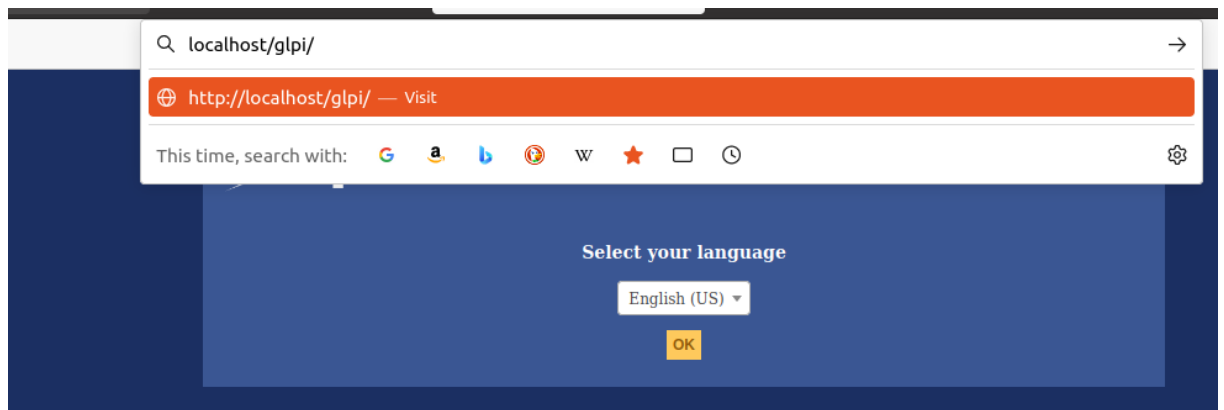 localhost/glpi/
http://localhost/glpi/ — Visit
This time, search with:
Select your language
English (US)
OK